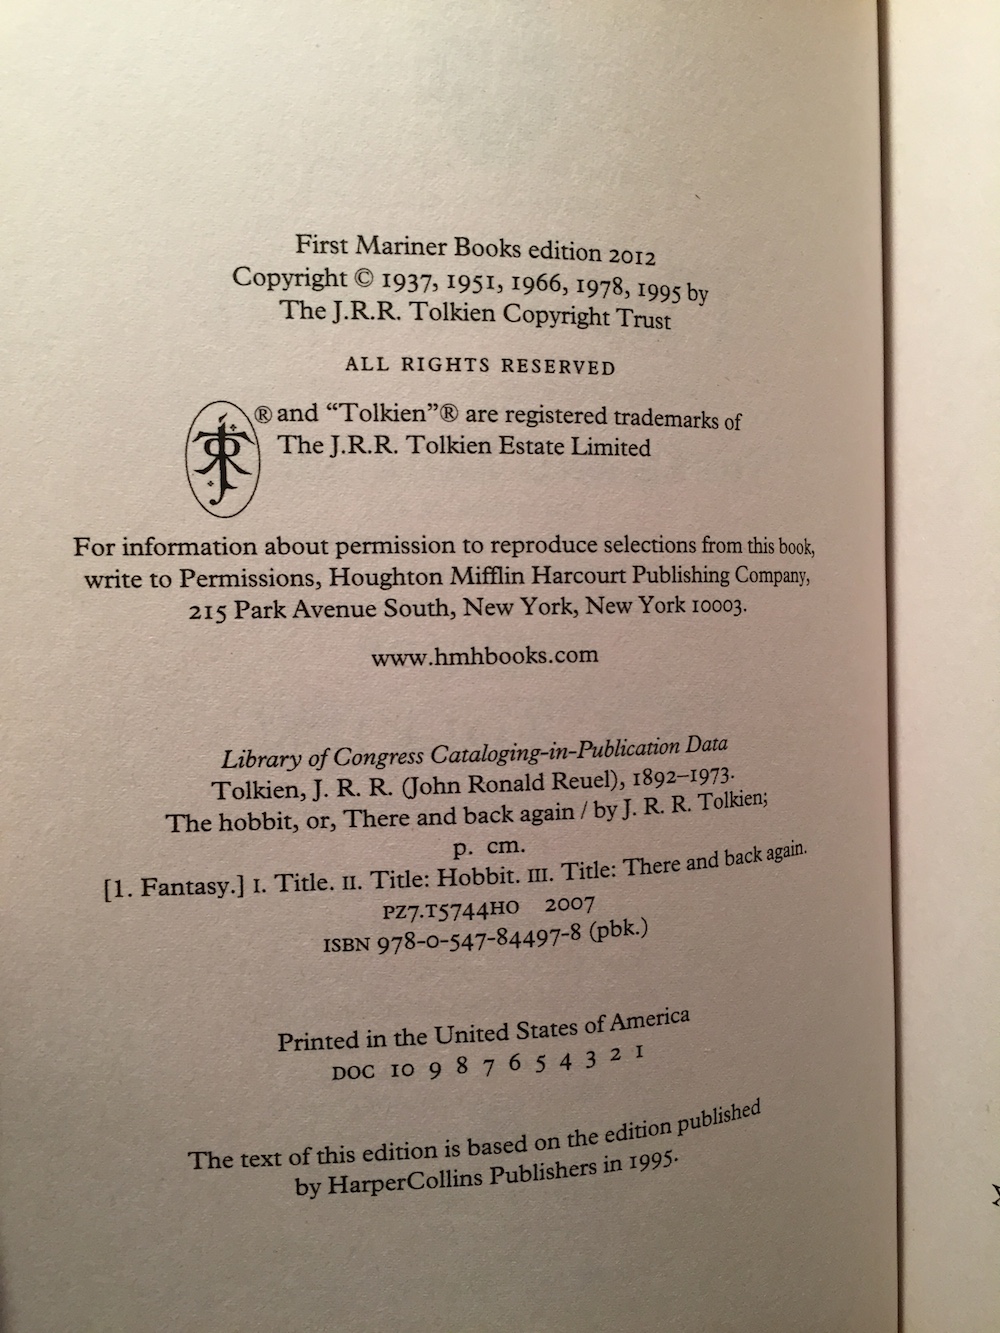 First Mariner Books edition 2012
Copyright © 1937, 1951, 1966, 1978, 1995 by
The J.R.R. Tolkien Copyright Trust
ALL RIGHTS RESERVED
® and “Tolkien”® are registered trademarks of
The J.R.R. Tolkien Estate Limited
For information about permission to reproduce selections from this book,
write to Permissions, Houghton Mifflin Harcourt Publishing Company,
215 Park Avenue South, New York, New York 10003.
www.hmhbooks.com
Library of Congress Cataloging-in-Publication Data
Tolkien, J. R. R. (John Ronald Reuel), 1892–1973.
The hobbit, or, There and back again / by J. R. R. Tolkien;
p. cm.
[1. Fantasy.] I. Title. II. Title: Hobbit. III. Title: There and back again.
PZ7.T5744HO 2007
ISBN 978-0-547-84497-8 (pbk.)
Printed in the United States of America
DOC 10 9 8 7 6 5 4 3 2 1
The text of this edition is based on the edition published
by HarperCollins Publishers in 1995.